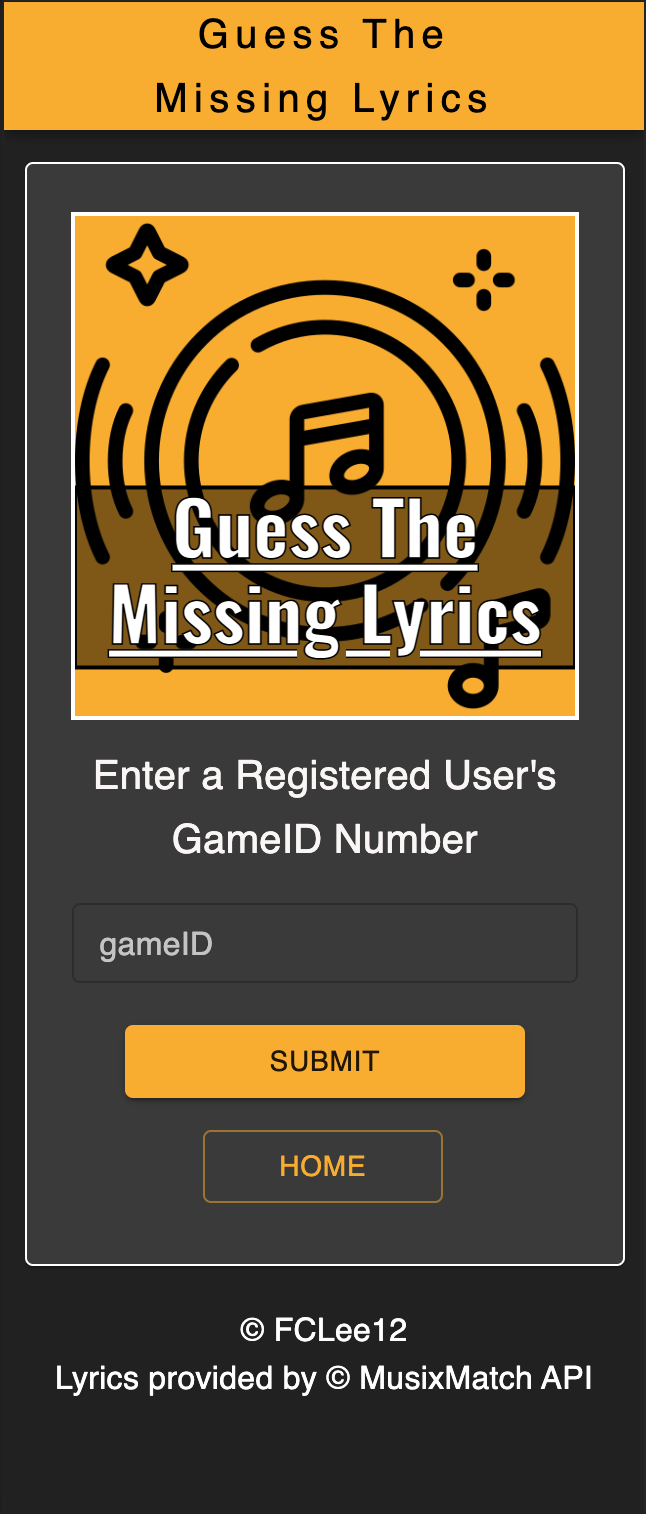 Guess The
Missing Lyrics
Guess The
Missing Lyrics
Enter a Registered User's
GameID Number
gameID
SUBMIT
HOME
© FCLee12
Lyrics provided by © MusixMatch API